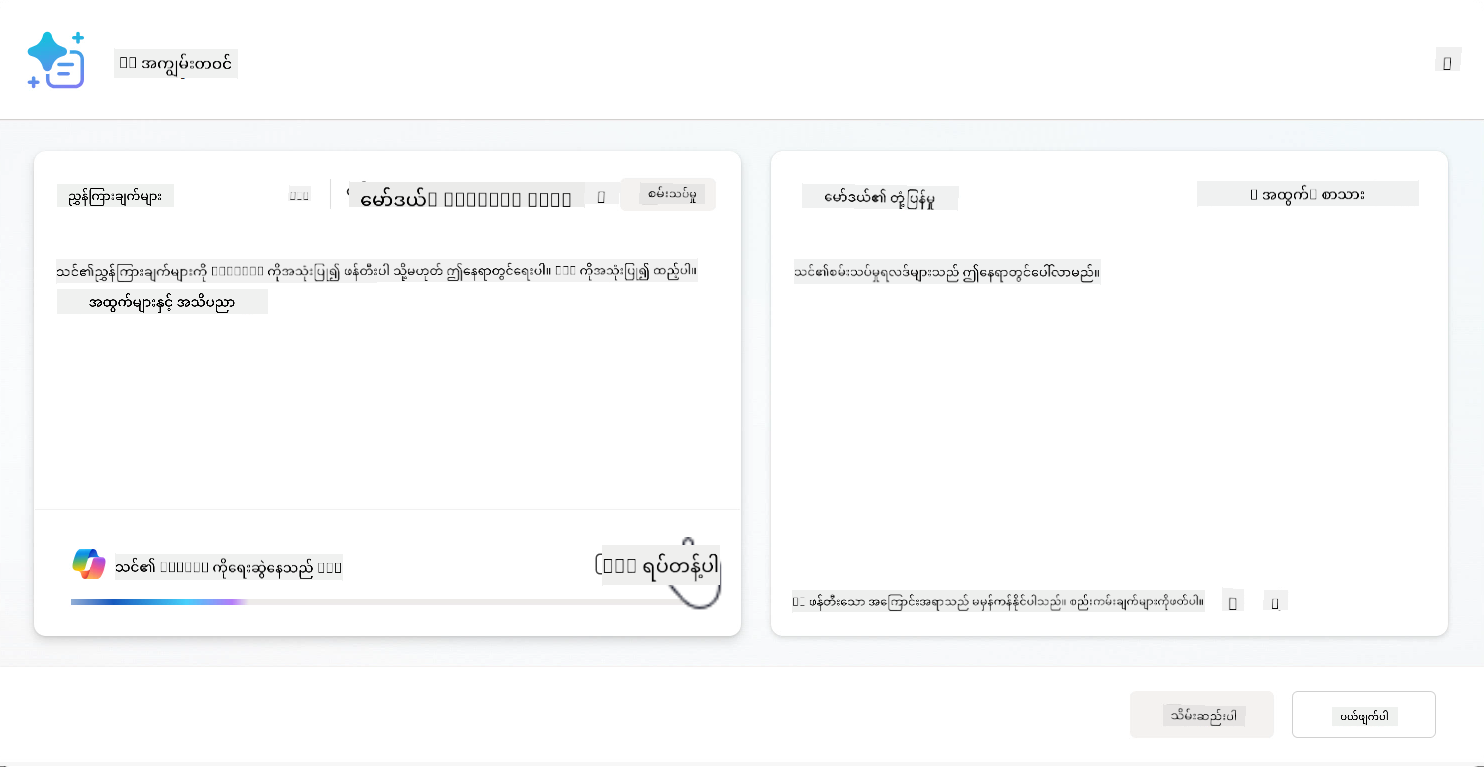 အကျွမ်းတဝင်
ညွှန်ကြားချက်များ
မော်ဒယ်
စမ်းသပ်မှု
သင်၏ညွှန်ကြားချက်များကို ကိုအသုံးပြု၍ ဖန်တီးပါ သို့မဟုတ် ဤနေရာတွင်ရေးပါ။ ကိုအသုံးပြု၍ ထည့်ပါ။
အထွက်များနှင့် အသိပညာ
သင်၏ ကိုရေးဆွဲနေသည်
ရပ်တန့်ပါ
မော်ဒယ်၏ တုံ့ပြန်မှု
အထွက် စာသား
သင်၏စမ်းသပ်မှုရလဒ်များသည် ဤနေရာတွင်ပေါ်လာမည်။
ဖန်တီးသော အကြောင်းအရာသည် မမှန်ကန်နိုင်ပါသည်။ စည်းကမ်းချက်များကိုဖတ်ပါ။
သိမ်းဆည်းပါ
ပယ်ဖျက်ပါ